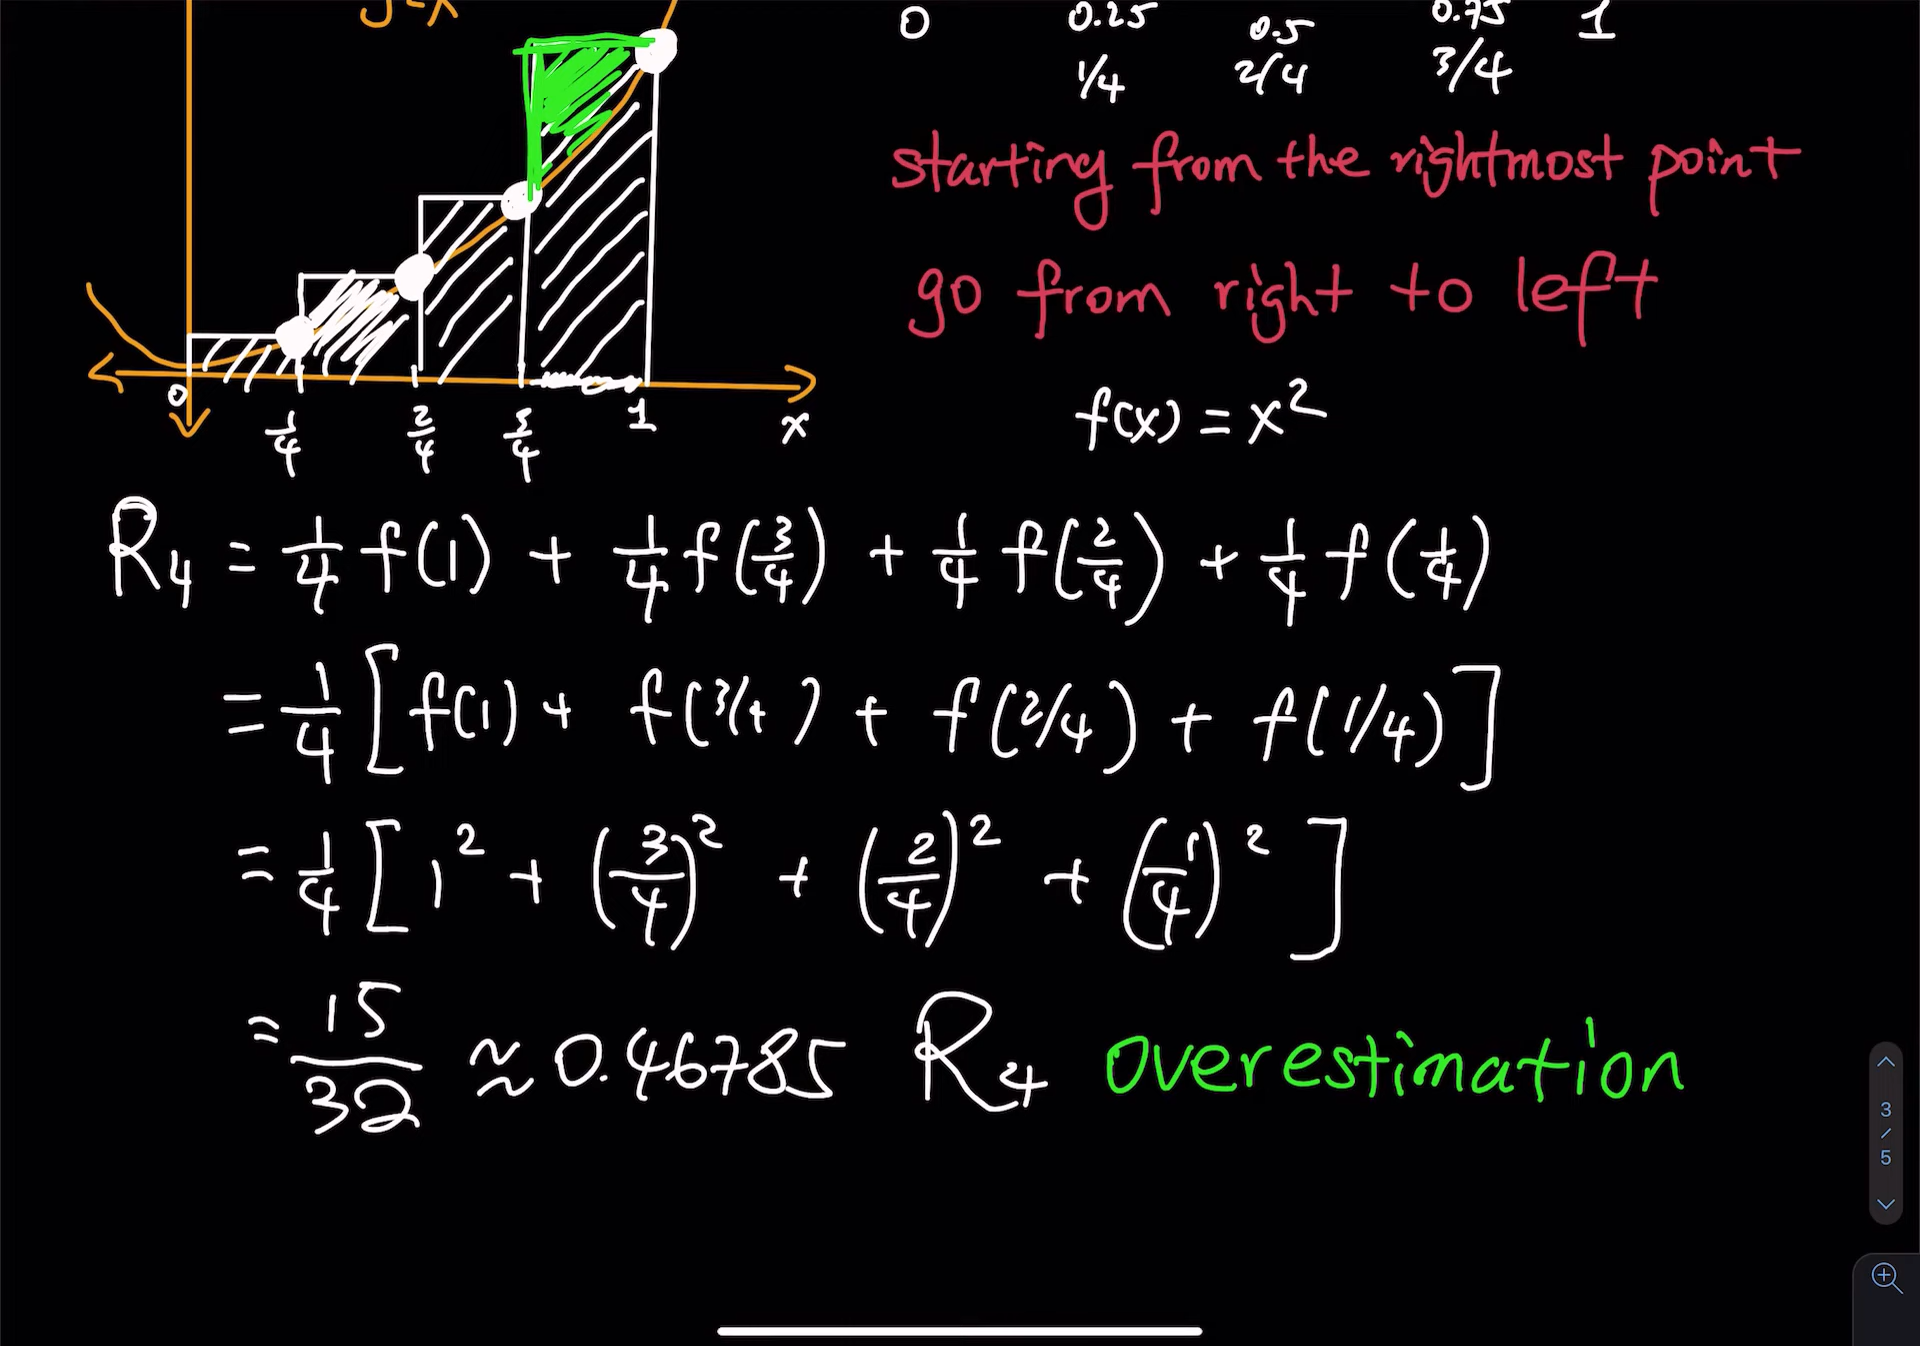 y=x
0 0.25 0.5 0.75 1
1/4 2/4 3/4
starting from the rightmost point
go from right to left
0 1/4 2/4 3/4 1 x
f(x) = x²
R₄ = 1/4 f(1) + 1/4 f(3/4) + 1/4 f(2/4) + 1/4 f(1/4)
= 1/4 [f(1) + f(3/4) + f(2/4) + f(1/4)]
= 1/4 [1² + (3/4)² + (2/4)² + (1/4)²]
= 15/32 ≈ 0.46785 R₄ overestimation
3
/
5